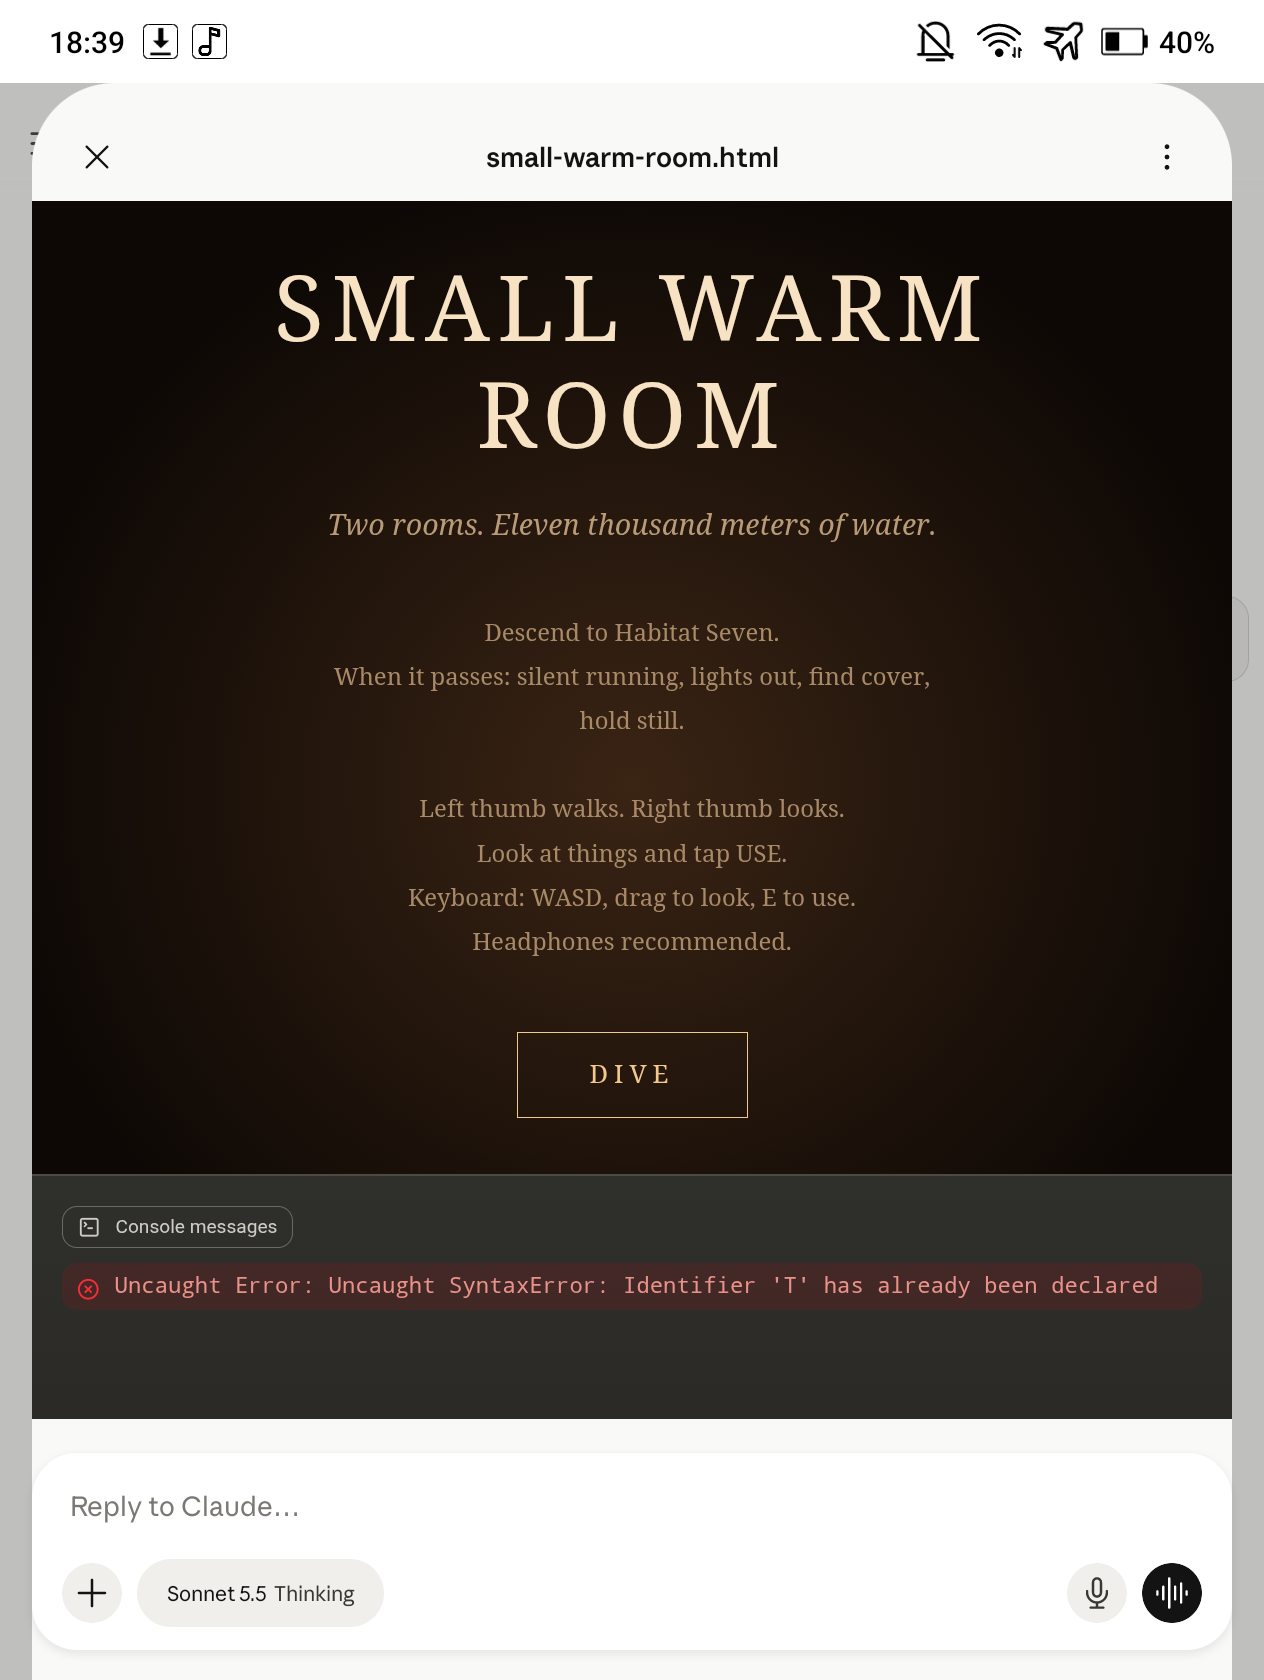 18:39
40%
small-warm-room.html
SMALL WARM
ROOM
Two rooms. Eleven thousand meters of water.
Descend to Habitat Seven.
When it passes: silent running, lights out, find cover,
hold still.
Left thumb walks. Right thumb looks.
Look at things and tap USE.
Keyboard: WASD, drag to look, E to use.
Headphones recommended.
DIVE
Console messages
Uncaught Error: Uncaught SyntaxError: Identifier 'T' has already been declared
Reply to Claude...
Sonnet 5.5 Thinking